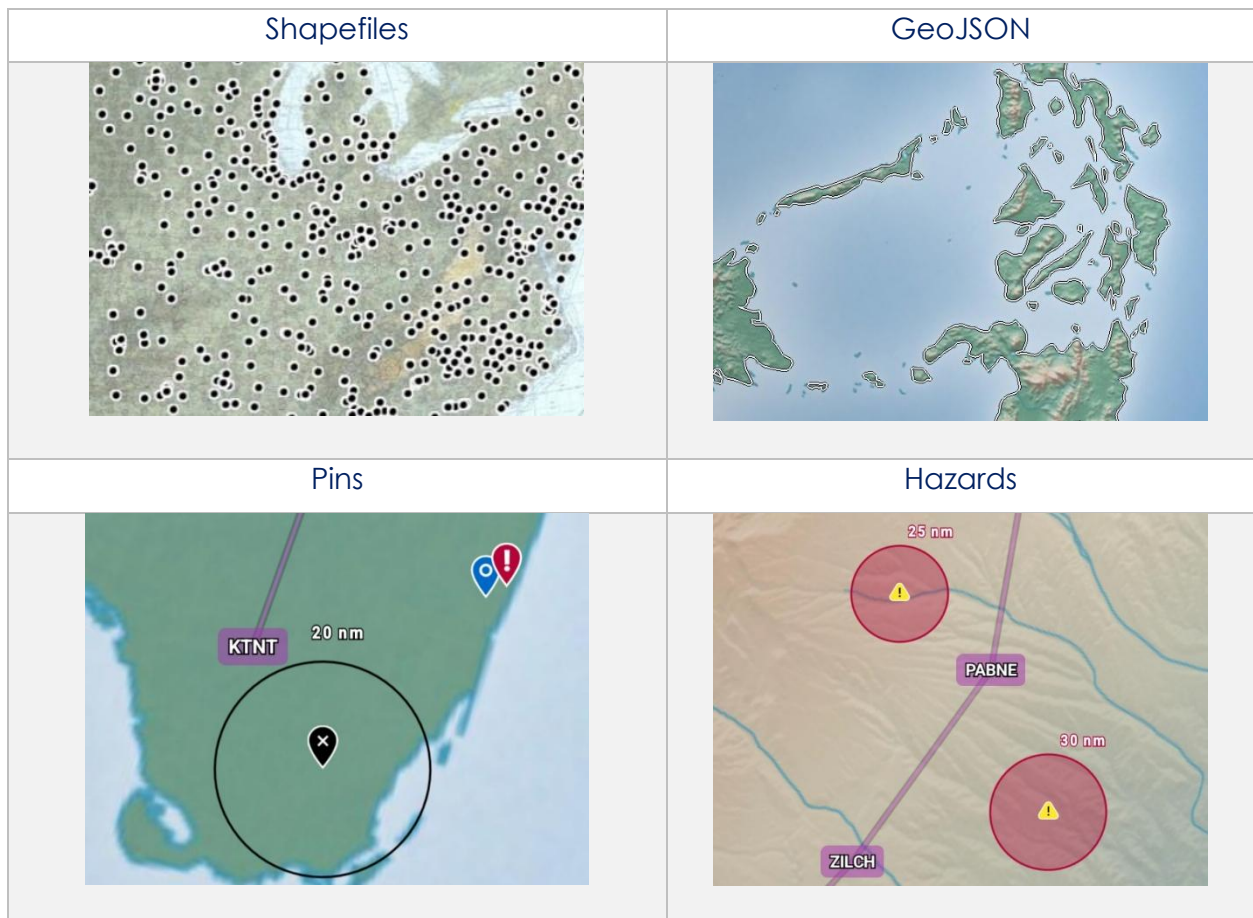 Shapefiles
GeoJSON
Pins
Hazards
20 nm
KTNT
25 nm
PABNE
30 nm
ZILCH